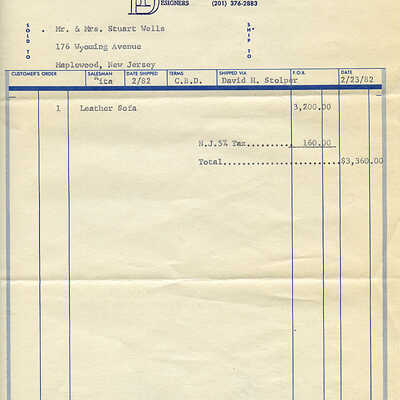 DESIGNERS (201) 376-2883
SOLD TO
Mr. & Mrs. Stuart Wells
SHIP TO
176 Wyoming Avenue
Maplewood, New Jersey
CUSTOMER'S ORDER SALESMAN DATE SHIPPED TERMS SHIPPED VIA F.O.B. DATE
2/82 C.B.D. David H. Stolper 2/23/82
1 Leather Sofa 3,200.00
N.J.5% Tax.......... 160.00
Total.......................$3,360.00